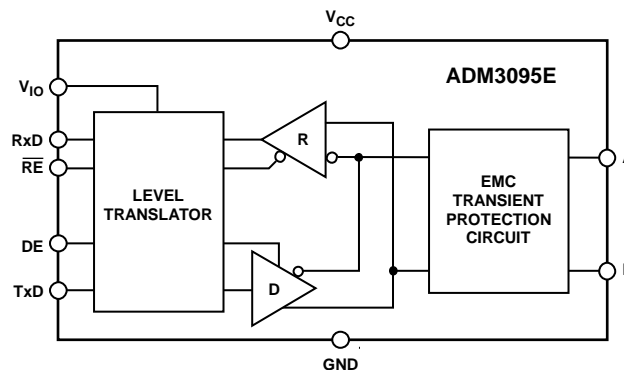 VCC
ADM3095E
VIO
RxD
RE
DE
TxD
LEVEL
TRANSLATOR
R
D
EMC
TRANSIENT
PROTECTION
CIRCUIT
GND